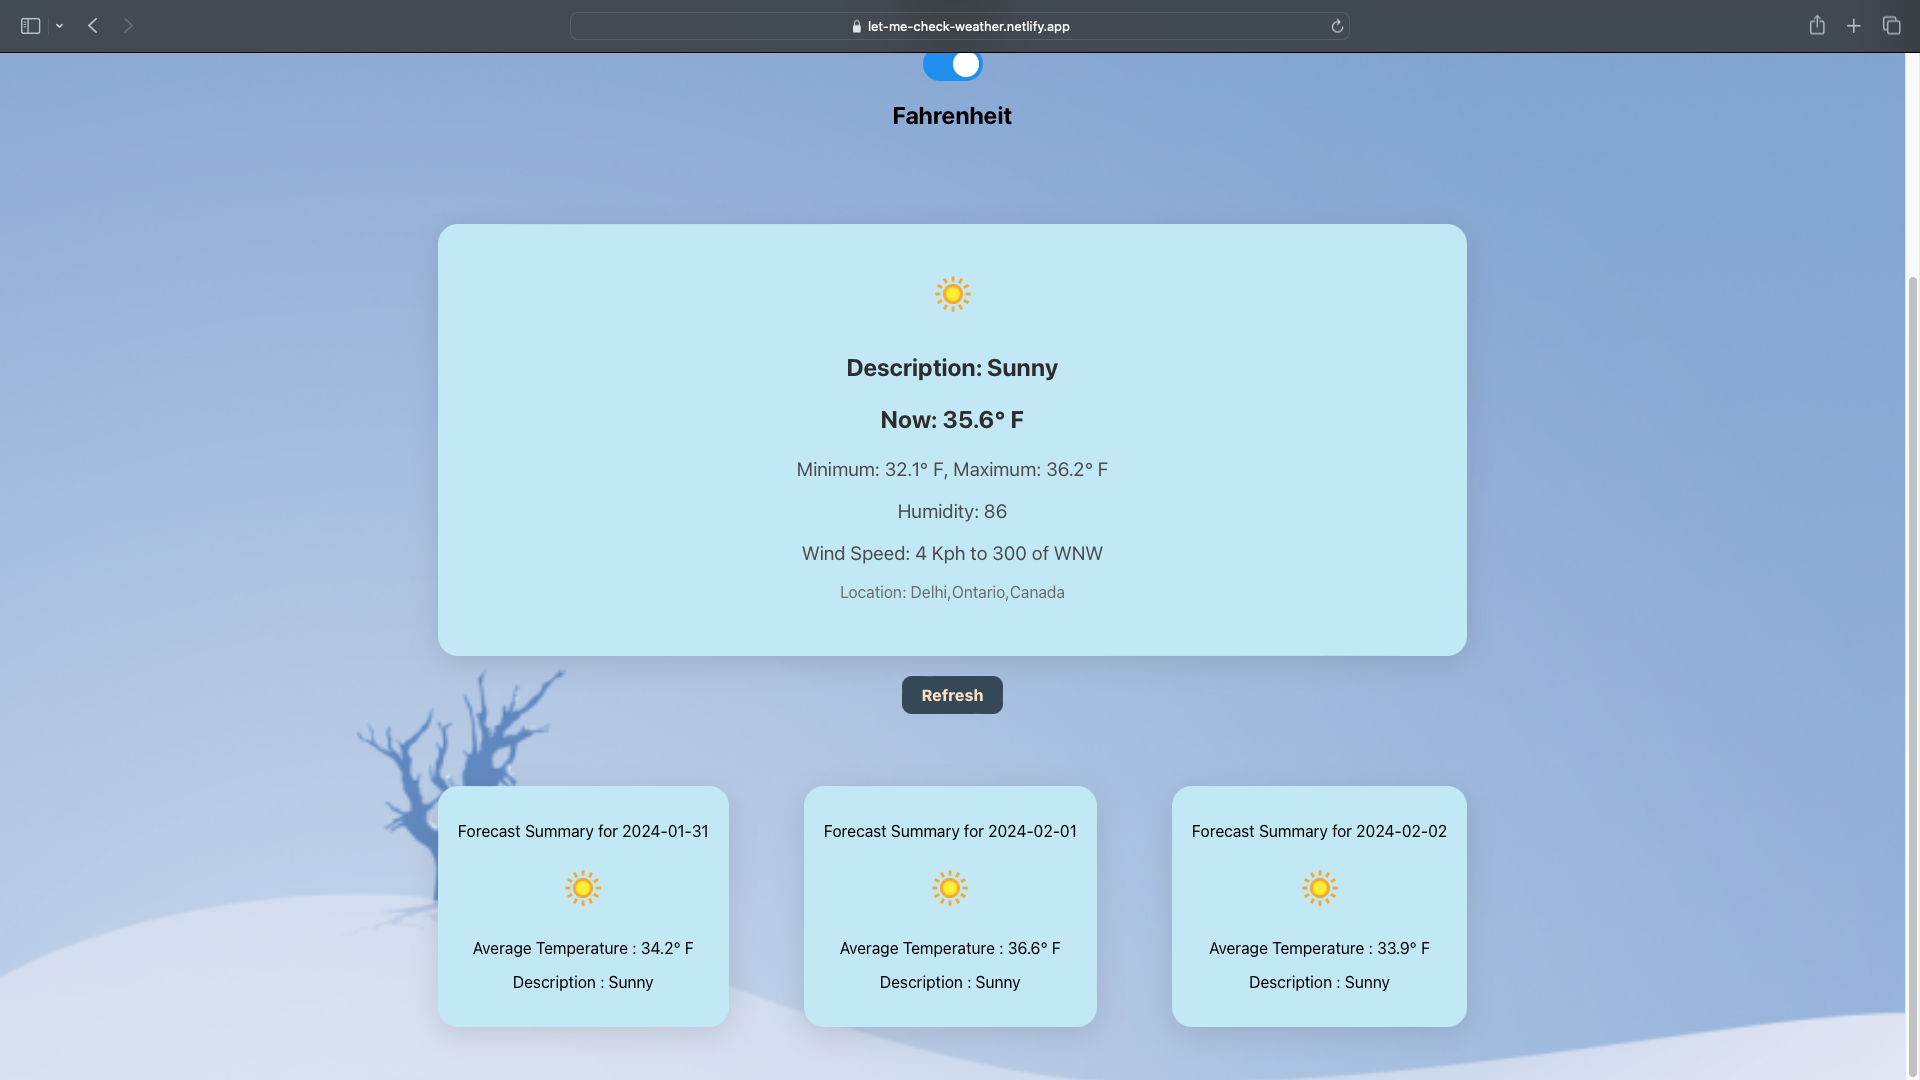 let-me-check-weather.netlify.app
Fahrenheit
Description: Sunny
Now: 35.6° F
Minimum: 32.1° F, Maximum: 36.2° F
Humidity: 86
Wind Speed: 4 Kph to 300 of WNW
Location: Delhi,Ontario,Canada
Refresh
Forecast Summary for 2024-01-31
Average Temperature : 34.2° F
Description : Sunny
Forecast Summary for 2024-02-01
Average Temperature : 36.6° F
Description : Sunny
Forecast Summary for 2024-02-02
Average Temperature : 33.9° F
Description : Sunny